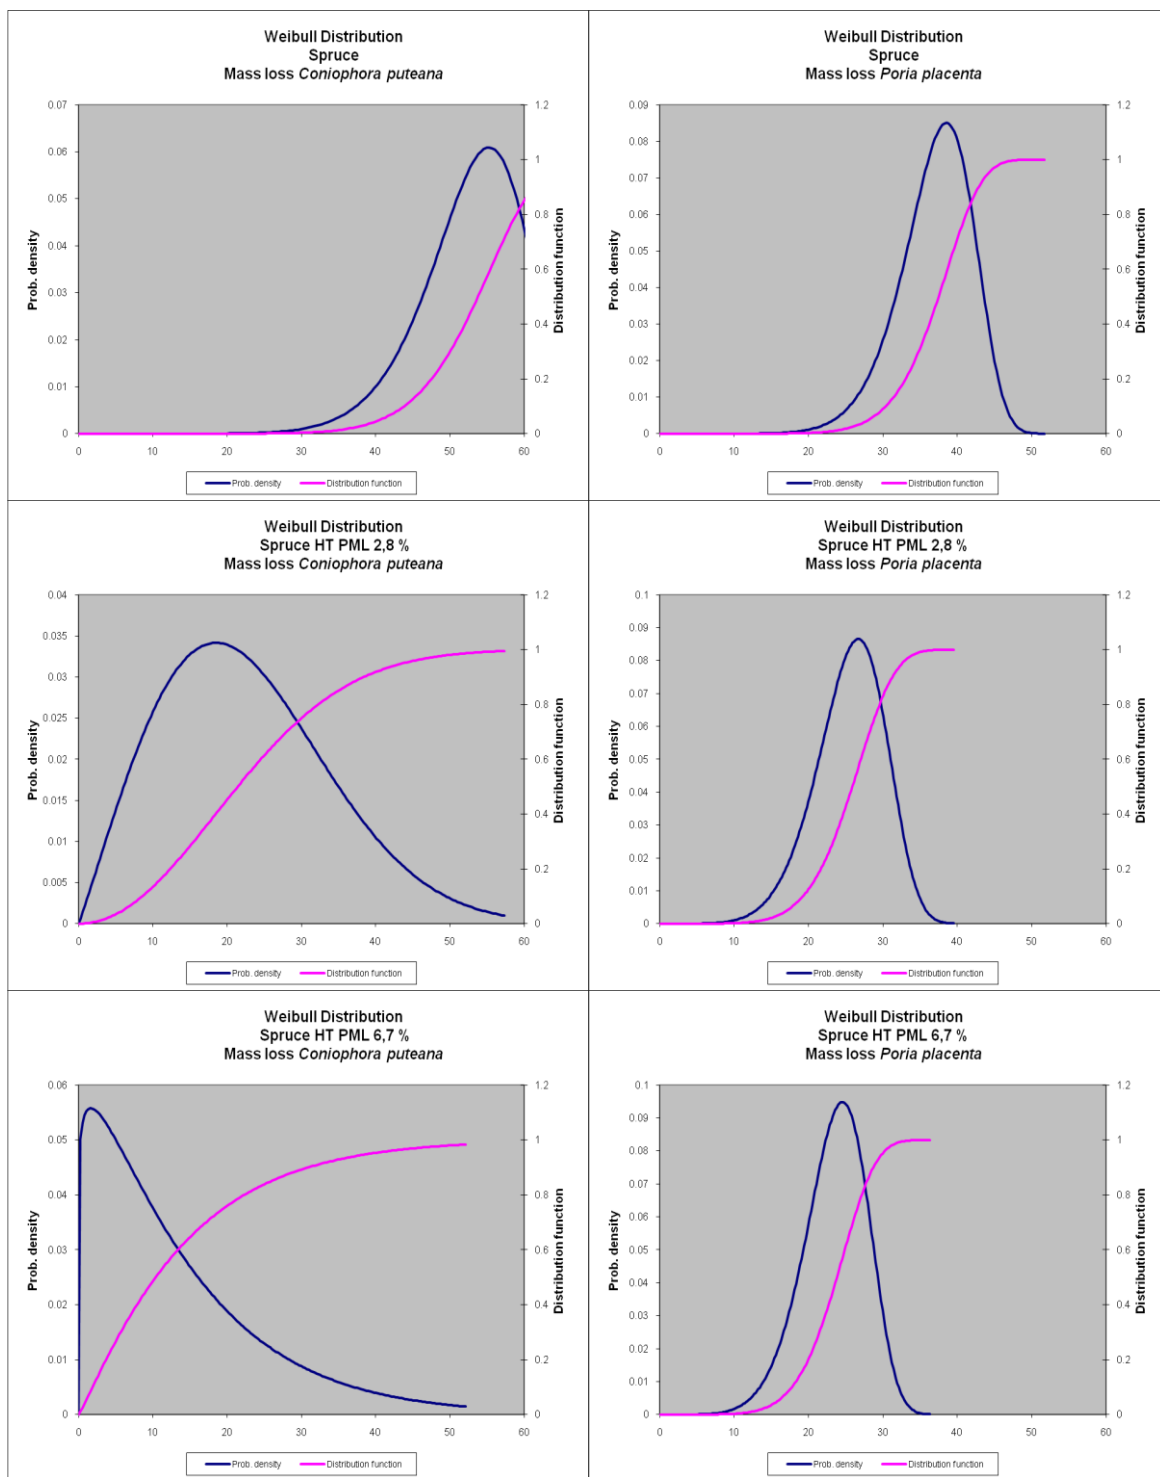 Weibull Distribution
Spruce
Mass loss Coniophora puteana
0.07
0.06
0.05
0.04
0.03
0.02
0.01
0
1.2
1
0.8
0.6
0.4
0.2
0
0 10 20 30 40 50 60
Prob. density
Distribution function
Prob. density Distribution function
Weibull Distribution
Spruce
Mass loss Poria placenta
0.09
0.08
0.07
0.06
0.05
0.04
0.03
0.02
0.01
0
1.2
1
0.8
0.6
0.4
0.2
0
0 10 20 30 40 50 60
Prob. density
Distribution function
Prob. density Distribution function
Weibull Distribution
Spruce HT PML 2,8 %
Mass loss Coniophora puteana
0.04
0.035
0.03
0.025
0.02
0.015
0.01
0.005
0
1.2
1
0.8
0.6
0.4
0.2
0
0 10 20 30 40 50 60
Prob. density
Distribution function
Prob. density Distribution function
Weibull Distribution
Spruce HT PML 2,8 %
Mass loss Poria placenta
0.1
0.09
0.08
0.07
0.06
0.05
0.04
0.03
0.02
0.01
0
1.2
1
0.8
0.6
0.4
0.2
0
0 10 20 30 40 50 60
Prob. density
Distribution function
Prob. density Distribution function
Weibull Distribution
Spruce HT PML 6,7 %
Mass loss Coniophora puteana
0.06
0.05
0.04
0.03
0.02
0.01
0
1.2
1
0.8
0.6
0.4
0.2
0
0 10 20 30 40 50 60
Prob. density
Distribution function
Prob. density Distribution function
Weibull Distribution
Spruce HT PML 6,7 %
Mass loss Poria placenta
0.1
0.09
0.08
0.07
0.06
0.05
0.04
0.03
0.02
0.01
0
1.2
1
0.8
0.6
0.4
0.2
0
0 10 20 30 40 50 60
Prob. density
Distribution function
Prob. density Distribution function